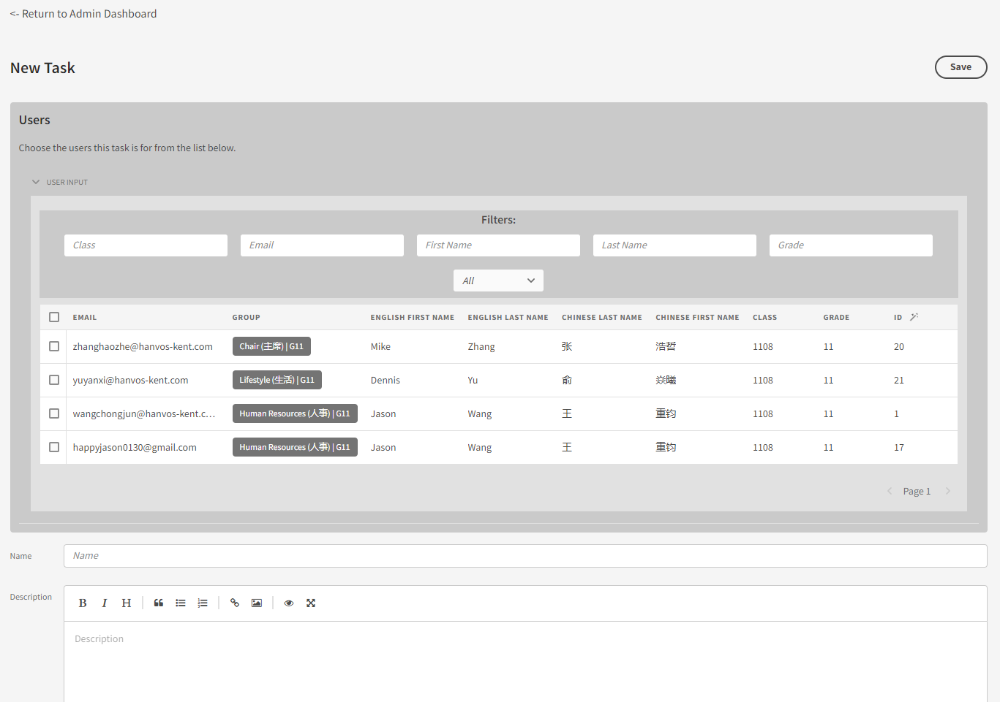 <- Return to Admin Dashboard
New Task
Save
Users
Choose the users this task is for from the list below.
USER INPUT
Filters:
Class Email First Name Last Name Grade
All
EMAIL GROUP ENGLISH FIRST NAME ENGLISH LAST NAME CHINESE LAST NAME CHINESE FIRST NAME CLASS GRADE ID
zhanghaozhe@hanvos-kent.com Chair (主席) | G11 Mike Zhang 张 浩哲 1108 11 20
yuyanxi@hanvos-kent.com Lifestyle (生活) | G11 Dennis Yu 俞 焱曦 1108 11 21
wangchongjun@hanvos-kent.c... Human Resources (人事) | G11 Jason Wang 王 重钧 1108 11 1
happyjason0130@gmail.com Human Resources (人事) | G11 Jason Wang 王 重钧 1108 11 17
Page 1
Name Name
Description
B I H
Description